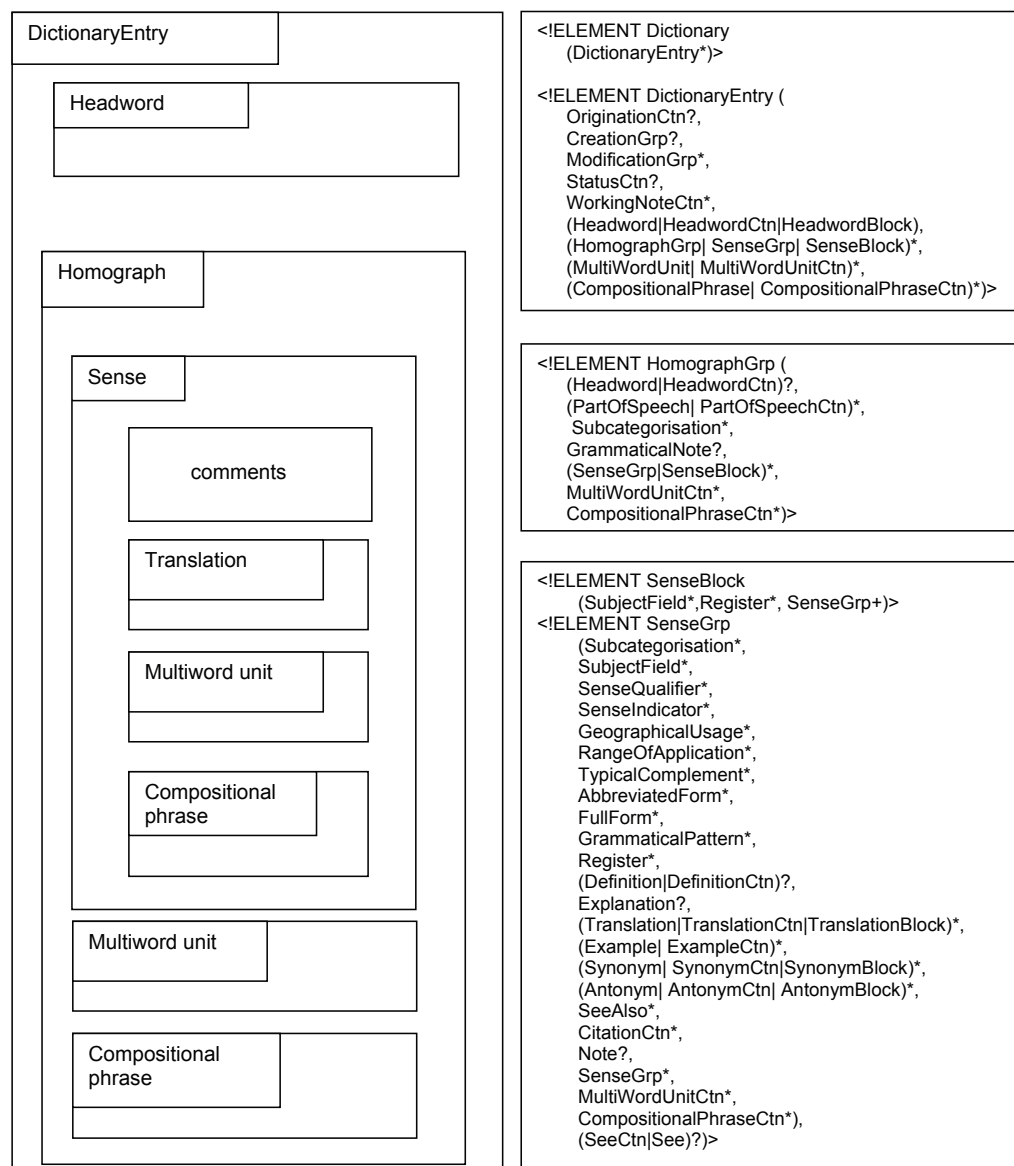 DictionaryEntry
Headword
Homograph
Sense
comments
Translation
Multiword unit
Compositional
phrase
Multiword unit
Compositional
phrase
<!ELEMENT Dictionary
(DictionaryEntry*)>
<!ELEMENT DictionaryEntry (
OriginationCtn?,
CreationGrp?,
ModificationGrp*,
StatusCtn?,
WorkingNoteCtn*,
(Headword|HeadwordCtn|HeadwordBlock),
(HomographGrp| SenseGrp| SenseBlock)*,
(MultiWordUnit| MultiWordUnitCtn)*,
(CompositionalPhrase| CompositionalPhraseCtn)*)>
<!ELEMENT HomographGrp (
(Headword|HeadwordCtn)?,
(PartOfSpeech| PartOfSpeechCtn)*,
Subcategorisation*,
GrammaticalNote?,
(SenseGrp|SenseBlock)*,
MultiWordUnitCtn*,
CompositionalPhraseCtn*)>
<!ELEMENT SenseBlock
(SubjectField*,Register*, SenseGrp+)>
<!ELEMENT SenseGrp
(Subcategorisation*,
SubjectField*,
SenseQualifier*,
SenseIndicator*,
GeographicalUsage*,
RangeOfApplication*,
TypicalComplement*,
AbbreviatedForm*,
FullForm*,
GrammaticalPattern*,
Register*,
(Definition|DefinitionCtn)?,
Explanation?,
(Translation|TranslationCtn|TranslationBlock)*,
(Example| ExampleCtn)*,
(Synonym| SynonymCtn|SynonymBlock)*,
(Antonym| AntonymCtn| AntonymBlock)*,
SeeAlso*,
CitationCtn*,
Note?,
SenseGrp*,
MultiWordUnitCtn*,
CompositionalPhraseCtn*),
(SeeCtn|See)?)>